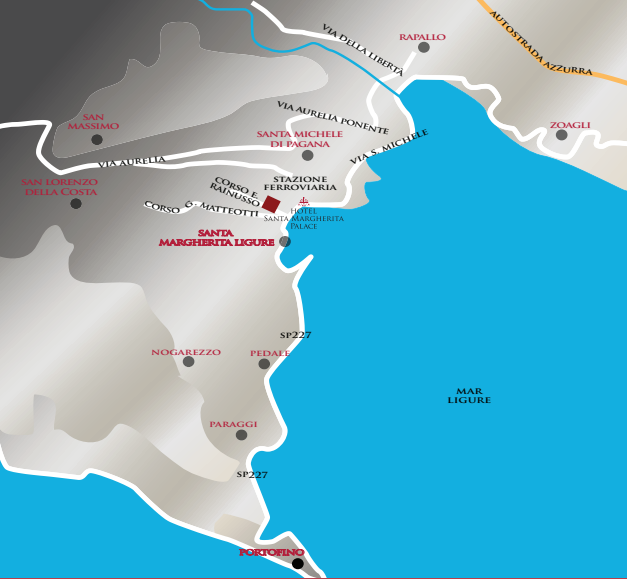 AUTOSTRADA AZZURRA
VIA DELLA LIBERTÀ
RAPALLO
SAN
MASSIMO
VIA AURELIA PONENTE
ZOAGLI
SANTA MICHELE
DI PAGANA
VIA S. MICHELE
VIA AURELIA
SAN LORENZO
DELLA COSTA
STAZIONE
FERROVIARIA
CORSO E.
RAINUSSO
CORSO G. MATTEOTTI
HOTEL
SANTA MARGHERITA
PALACE
SANTA
MARGHERITA LIGURE
SP227
NOGAREZZO
PEDALE
MAR
LIGURE
PARAGGI
SP227
PORTOFINO